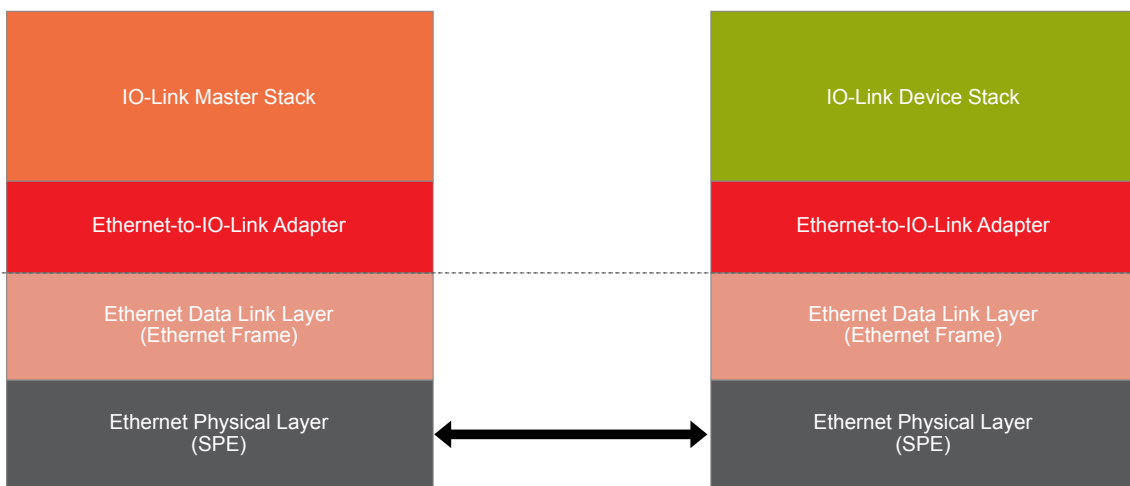 IO-Link Master Stack
Ethernet-to-IO-Link Adapter
Ethernet Data Link Layer
(Ethernet Frame)
Ethernet Physical Layer
(SPE)
IO-Link Device Stack
Ethernet-to-IO-Link Adapter
Ethernet Data Link Layer
(Ethernet Frame)
Ethernet Physical Layer
(SPE)